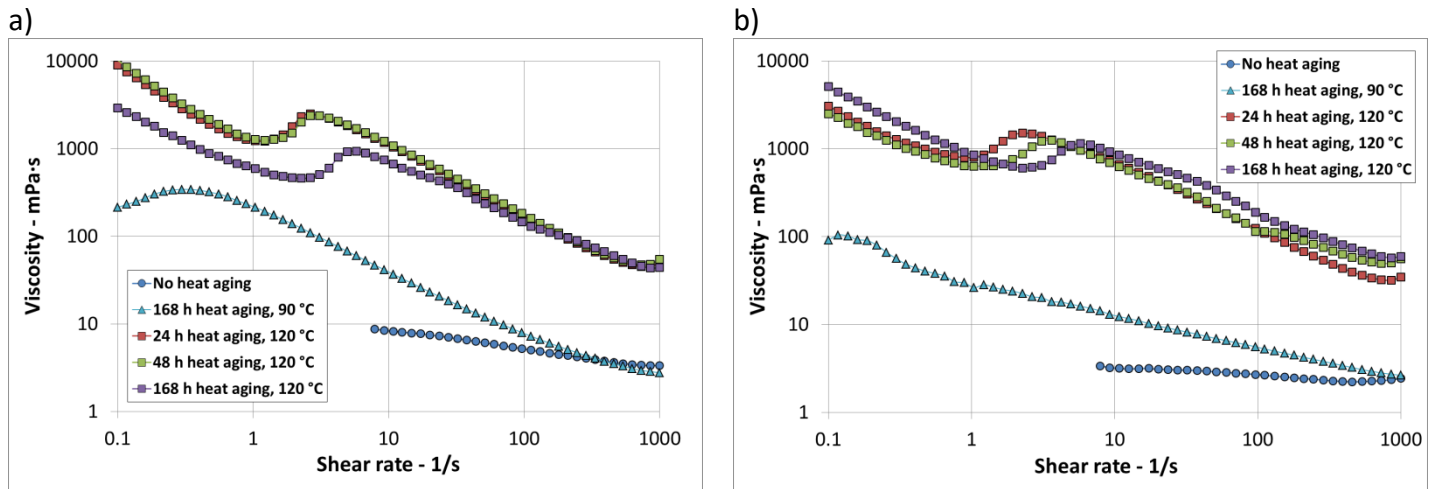 a)
10000
1000
100
10
1
0.1
1
10
100
1000
Viscosity - mPa·s
Shear rate - 1/s
No heat aging
168 h heat aging, 90 °C
24 h heat aging, 120 °C
48 h heat aging, 120 °C
168 h heat aging, 120 °C
b)
10000
1000
100
10
1
0.1
1
10
100
1000
Viscosity - mPa·s
Shear rate - 1/s
No heat aging
168 h heat aging, 90 °C
24 h heat aging, 120 °C
48 h heat aging, 120 °C
168 h heat aging, 120 °C